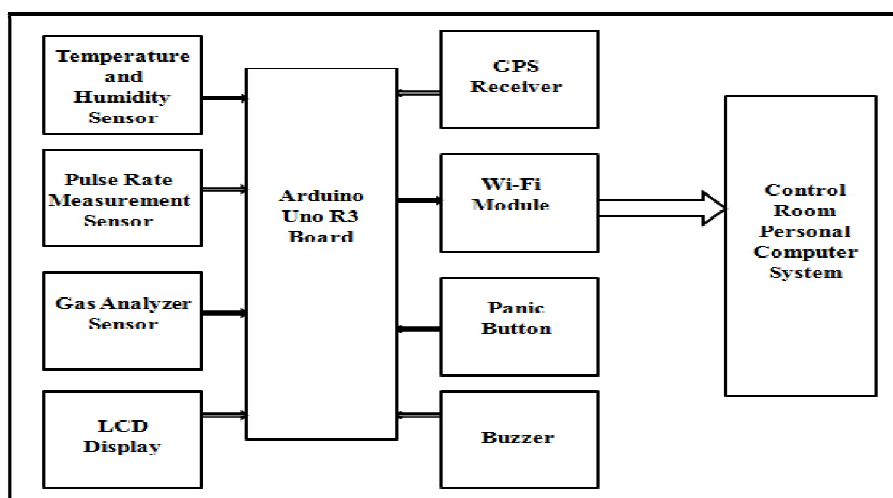 Temperature
and
Humidity
Sensor
Pulse Rate
Measurement
Sensor
Gas Analyzer
Sensor
LCD
Display
Arduino
Uno R3
Board
GPS
Receiver
Wi-Fi
Module
Panic
Button
Buzzer
Control
Room
Personal
Computer
System